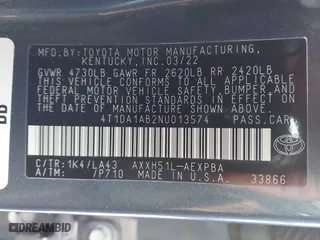 MFD.BY:TOYOTA MOTOR MANUFACTURING,
KENTUCKY, INC. 03/22
GVWR 4730LB GAWR FR 2620LB RR 2420LB
THIS VEHICLE CONFORMS TO ALL APPLICABLE
FEDERAL MOTOR VEHICLE SAFETY, BUMPER, AND
THEFT PREVENTION STANDARDS IN EFFECT ON
THE DATE OF MANUFACTURE SHOWN ABOVE.
4T1DA1AB2NU013574 PASS.CAR
C/TR:1K4/LA43 AXXH51L-AEXPBA
A/TM: /P710 MADE IN U.S.A. 33866